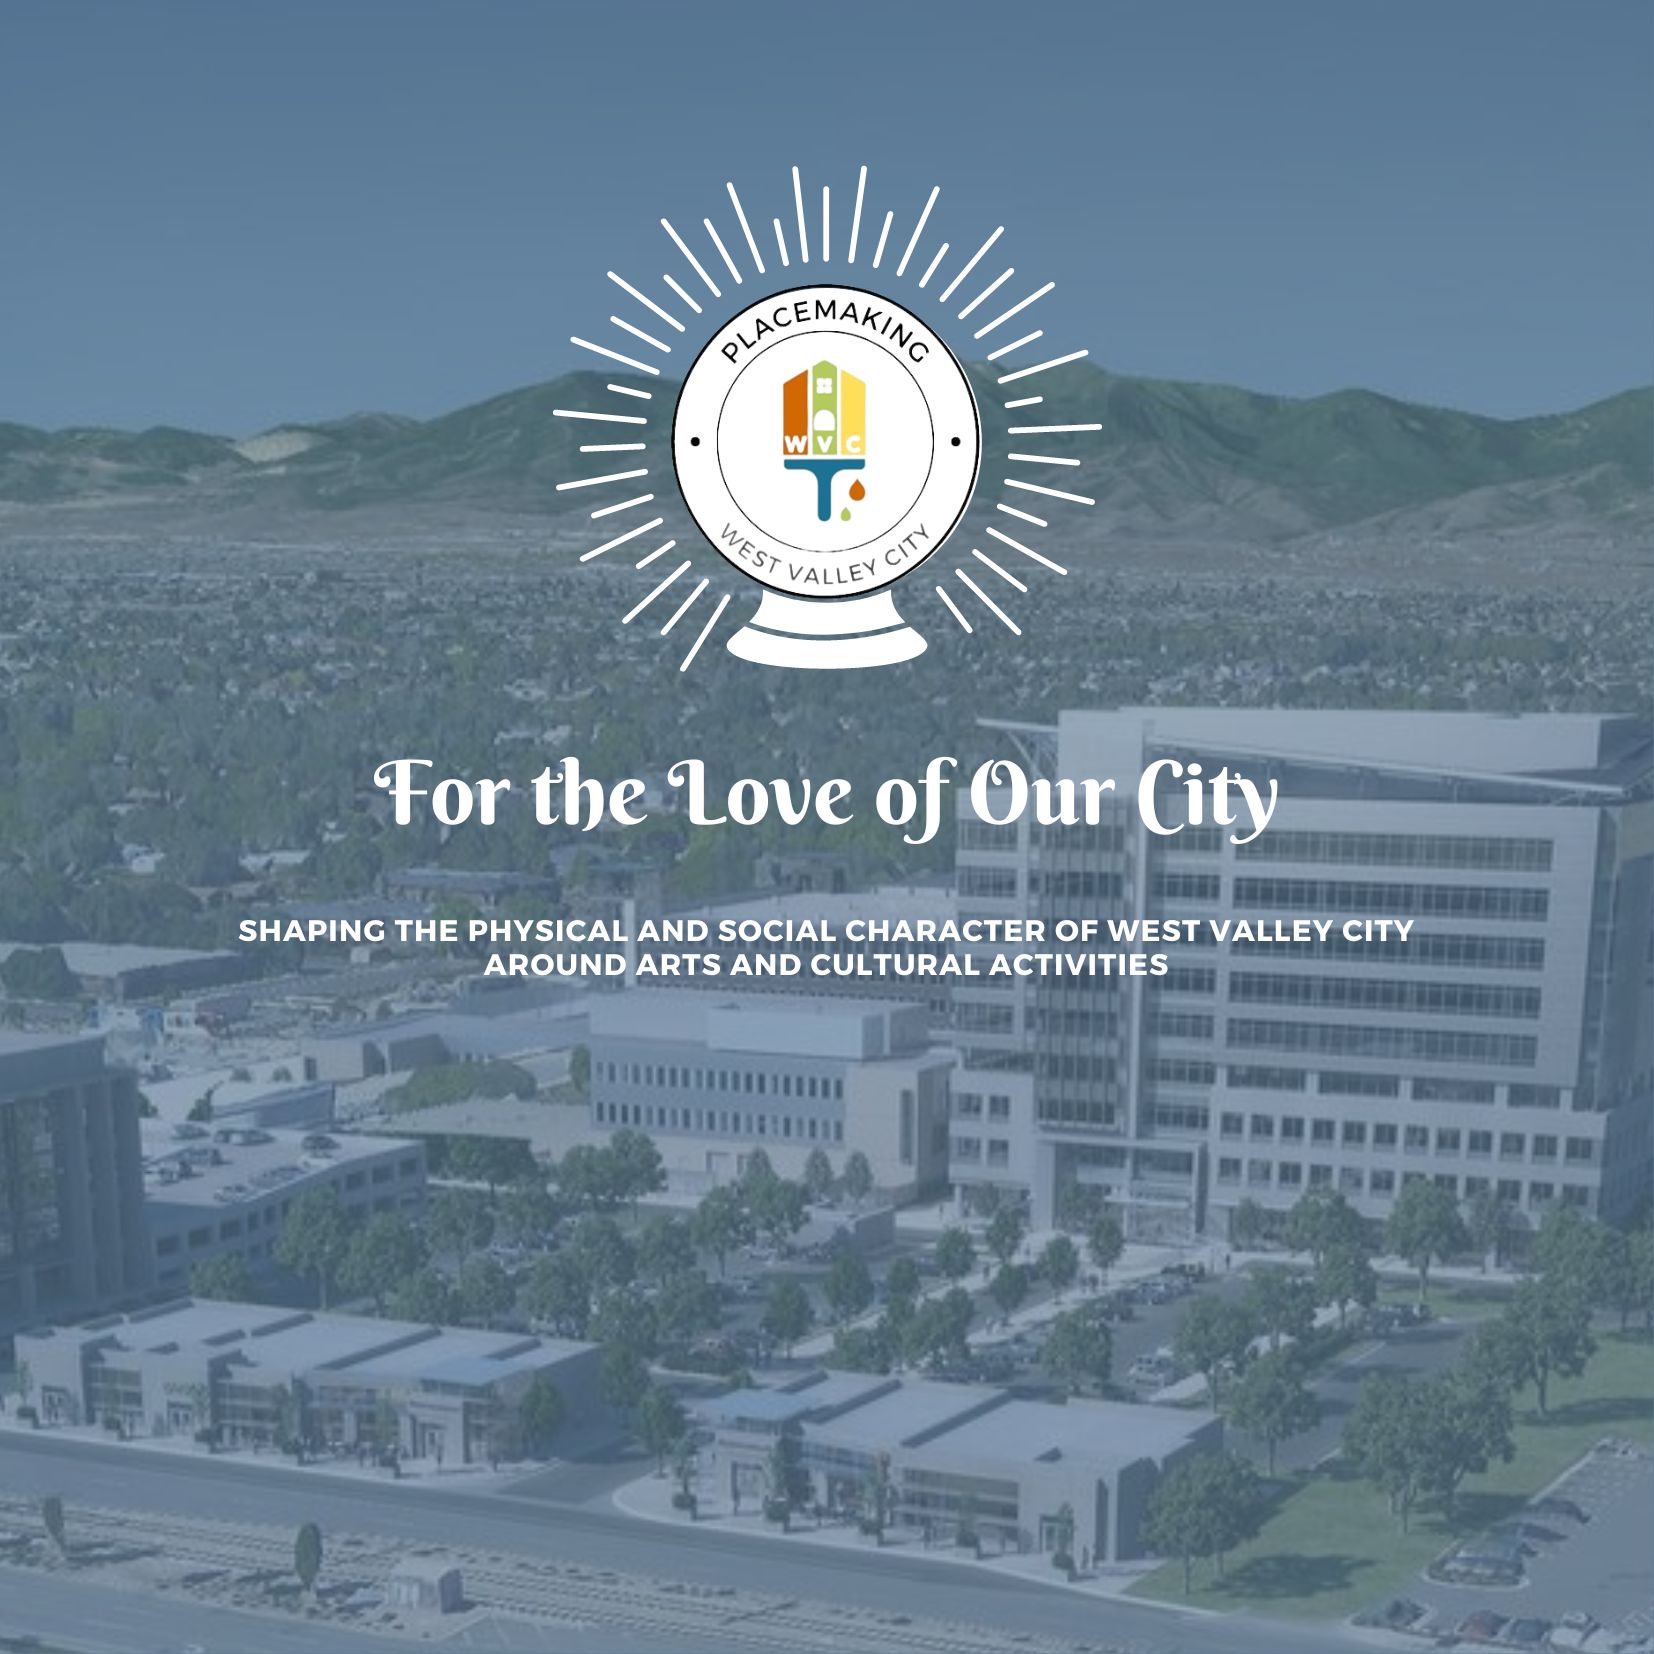 PLACEMAKING
WVC
WEST VALLEY CITY
For the Love of Our City
SHAPING THE PHYSICAL AND SOCIAL CHARACTER OF WEST VALLEY CITY
AROUND ARTS AND CULTURAL ACTIVITIES